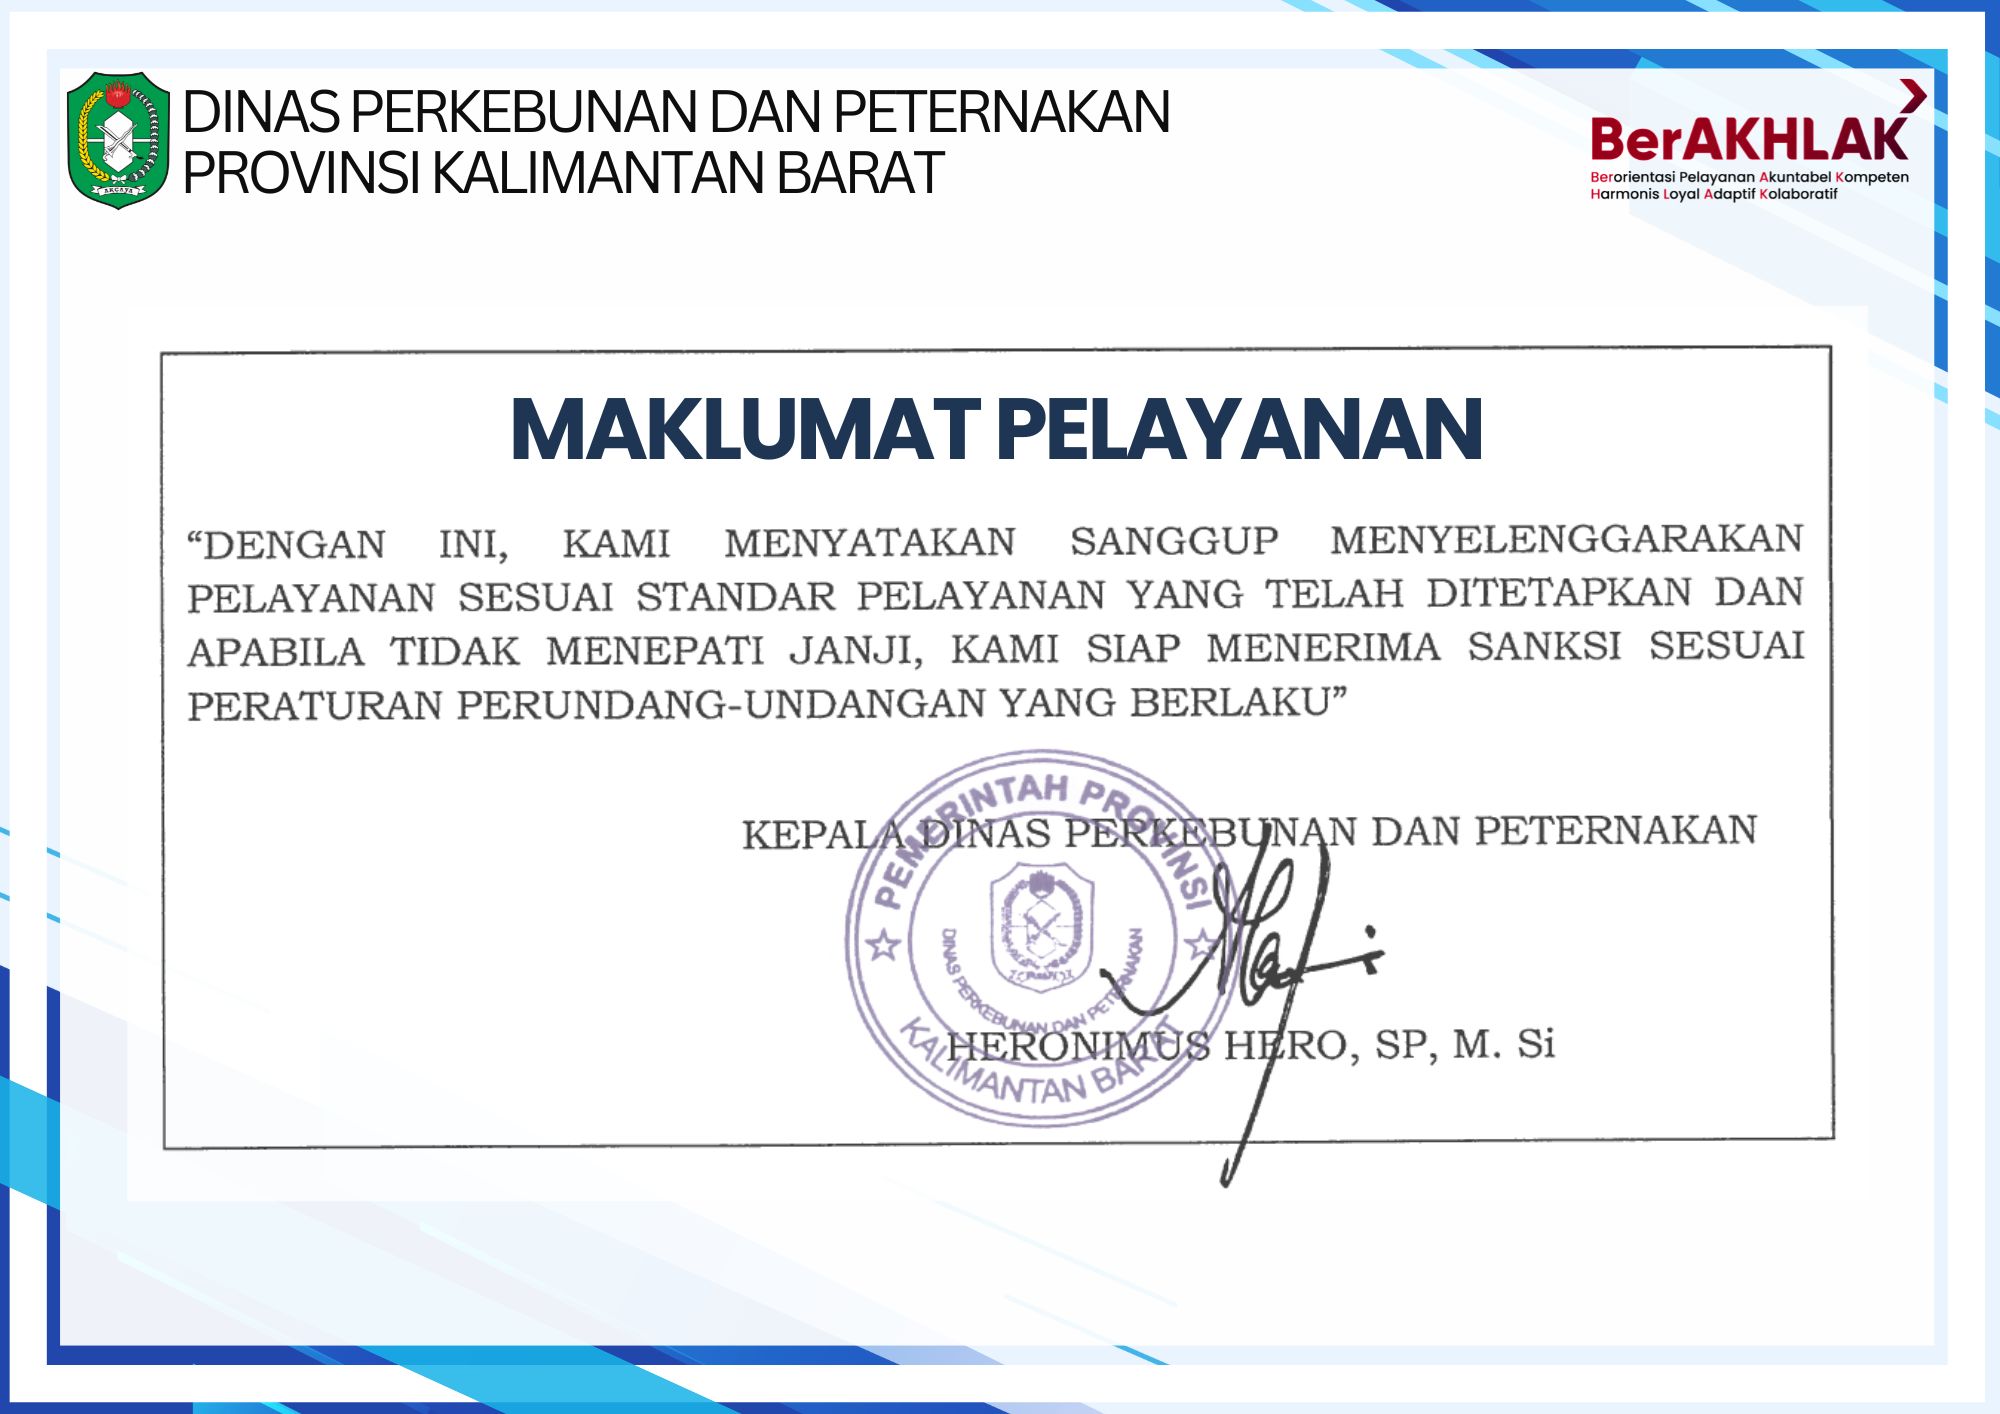 DINAS PERKEBUNAN DAN PETERNAKAN
PROVINSI KALIMANTAN BARAT
BerAKHLAK
Berorientasi Pelayanan Akuntabel Kompeten
Harmonis Loyal Adaptif Kolaboratif
MAKLUMAT PELAYANAN
“DENGAN INI, KAMI MENYATAKAN SANGGUP MENYELENGGARAKAN
PELAYANAN SESUAI STANDAR PELAYANAN YANG TELAH DITETAPKAN DAN
APABILA TIDAK MENEPATI JANJI, KAMI SIAP MENERIMA SANKSI SESUAI
PERATURAN PERUNDANG-UNDANGAN YANG BERLAKU”
KEPALA DINAS PERKEBUNAN DAN PETERNAKAN
PEMERINTAH PROVINSI
DINAS PERKEBUNAN DAN PETERNAKAN
KALIMANTAN BARAT
HERONIMUS HERO, SP, M. Si